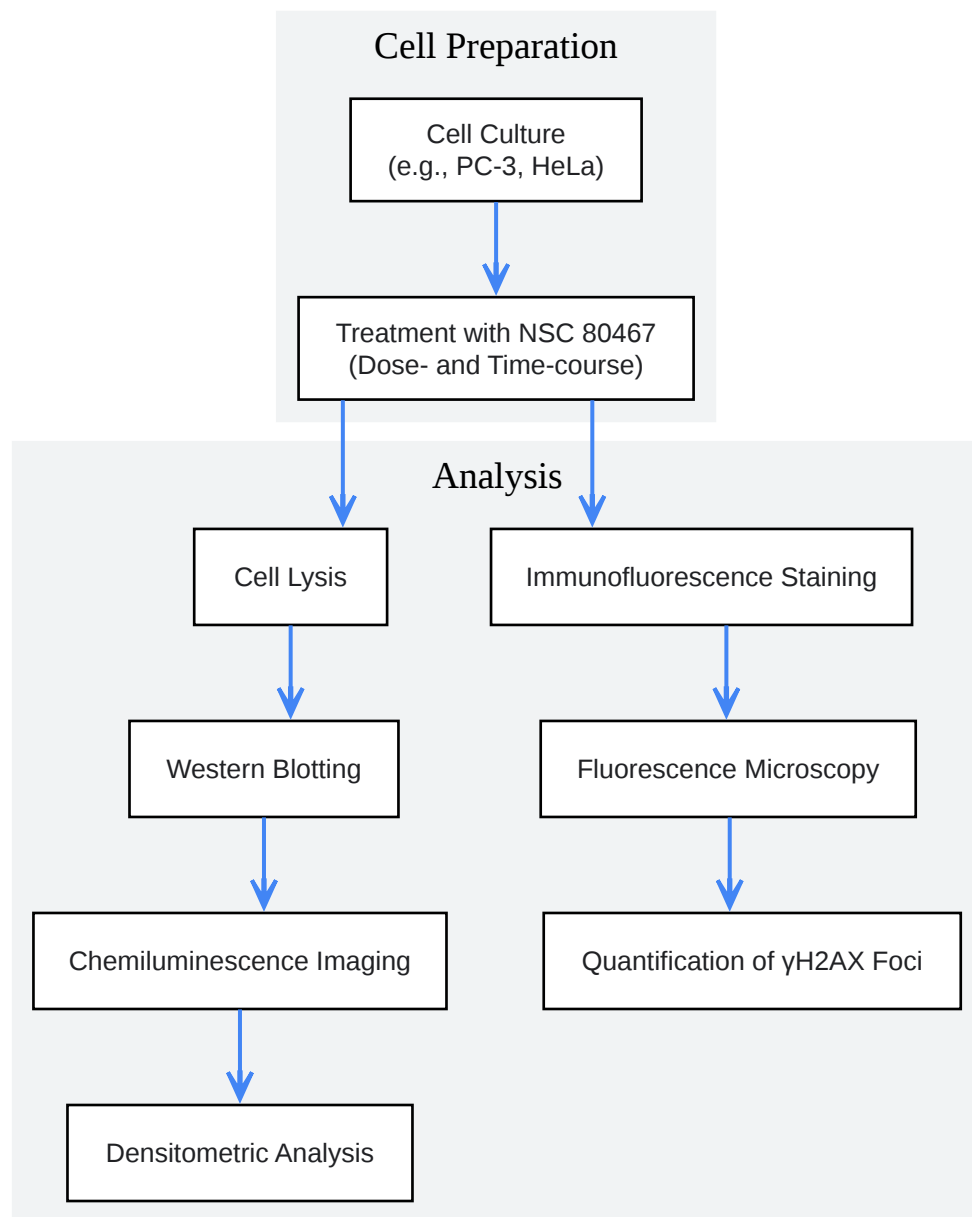 Cell Preparation
Cell Culture
(e.g., PC-3, HeLa)
Treatment with NSC 80467
(Dose- and Time-course)
Analysis
Cell Lysis
Immunofluorescence Staining
Western Blotting
Fluorescence Microscopy
Chemiluminescence Imaging
Quantification of γH2AX Foci
Densitometric Analysis